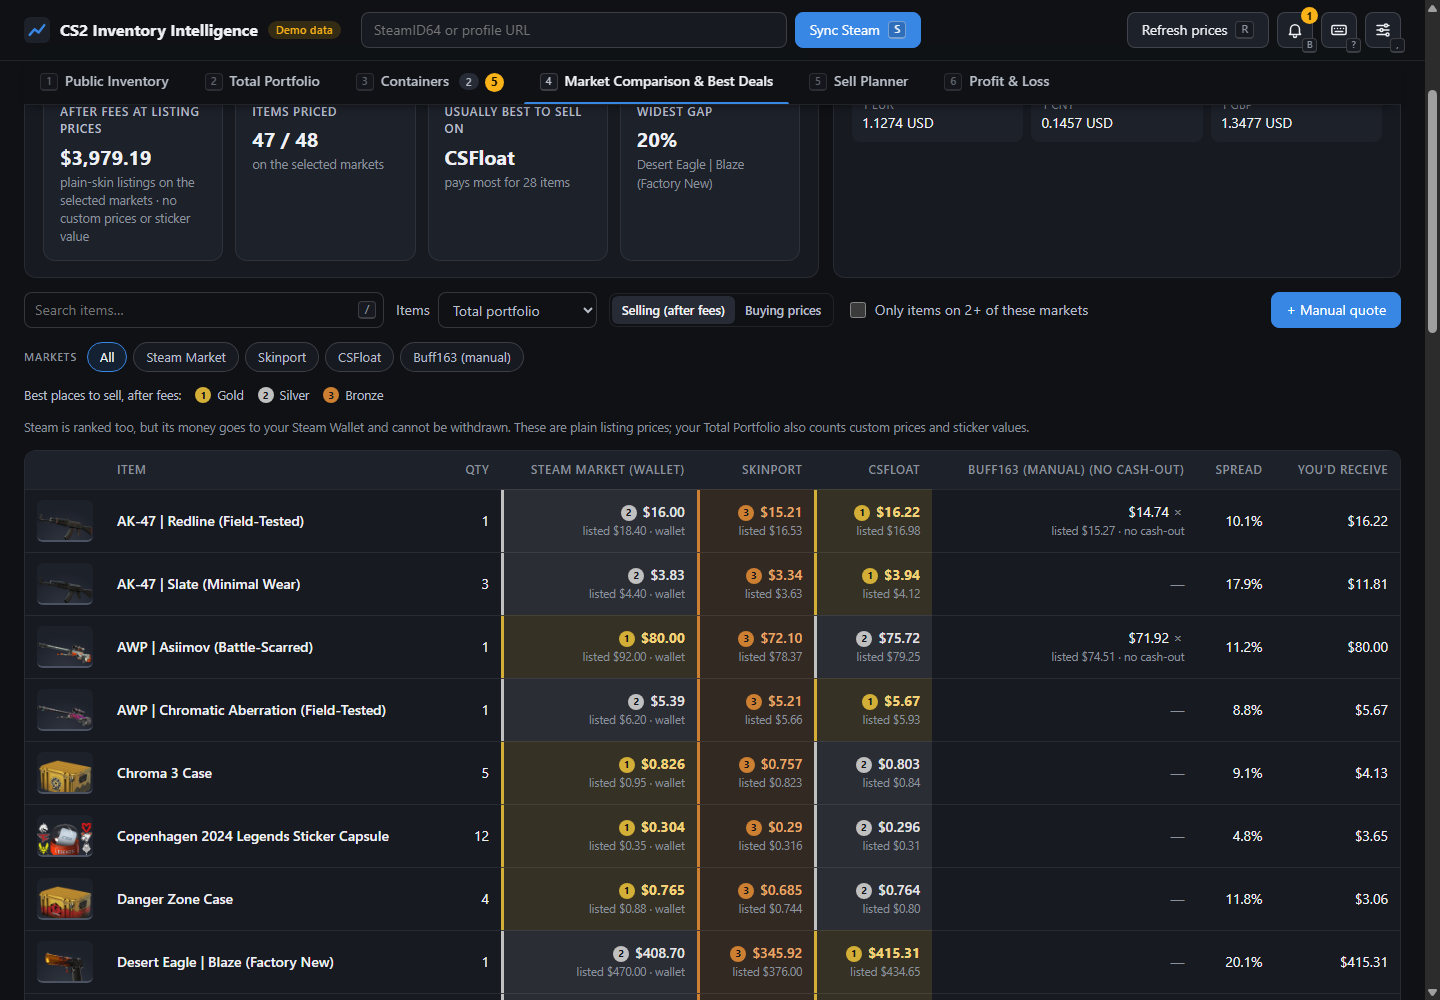 CS2 Inventory Intelligence Demo data SteamID64 or profile URL Sync Steam S Refresh prices R 1 B ? ,
1 Public Inventory 2 Total Portfolio 3 Containers 2 5 4 Market Comparison & Best Deals 5 Sell Planner 6 Profit & Loss
AFTER FEES AT LISTING PRICES
$3,979.19
plain-skin listings on the
selected markets · no
custom prices or sticker
value
ITEMS PRICED
47 / 48
on the selected markets
USUALLY BEST TO SELL
ON
CSFloat
pays most for 28 items
WIDEST GAP
20%
Desert Eagle | Blaze
(Factory New)
1 EUR
1.1274 USD
1 CNY
0.1457 USD
1 GBP
1.3477 USD
Search items... / Items Total portfolio Selling (after fees) Buying prices Only items on 2+ of these markets + Manual quote
MARKETS All Steam Market Skinport CSFloat Buff163 (manual)
Best places to sell, after fees: 1 Gold 2 Silver 3 Bronze
Steam is ranked too, but its money goes to your Steam Wallet and cannot be withdrawn. These are plain listing prices; your Total Portfolio also counts custom prices and sticker values.
ITEM QTY STEAM MARKET (WALLET) SKINPORT CSFLOAT BUFF163 (MANUAL) (NO CASH-OUT) SPREAD YOU'D RECEIVE
AK-47 | Redline (Field-Tested) 1 2 $16.00 3 $15.21 1 $16.22 $14.74 × 10.1% $16.22
listed $18.40 · wallet listed $16.53 listed $16.98 listed $15.27 · no cash-out
AK-47 | Slate (Minimal Wear) 3 2 $3.83 3 $3.34 1 $3.94 — 17.9% $11.81
listed $4.40 · wallet listed $3.63 listed $4.12
AWP | Asiimov (Battle-Scarred) 1 1 $80.00 3 $72.10 2 $75.72 $71.92 × 11.2% $80.00
listed $92.00 · wallet listed $78.37 listed $79.25 listed $74.51 · no cash-out
AWP | Chromatic Aberration (Field-Tested) 1 2 $5.39 3 $5.21 1 $5.67 — 8.8% $5.67
listed $6.20 · wallet listed $5.66 listed $5.93
Chroma 3 Case 5 1 $0.826 3 $0.757 2 $0.803 — 9.1% $4.13
listed $0.95 · wallet listed $0.823 listed $0.84
Copenhagen 2024 Legends Sticker Capsule 12 1 $0.304 3 $0.29 2 $0.296 — 4.8% $3.65
listed $0.35 · wallet listed $0.316 listed $0.31
Danger Zone Case 4 1 $0.765 3 $0.685 2 $0.764 — 11.8% $3.06
listed $0.88 · wallet listed $0.744 listed $0.80
Desert Eagle | Blaze (Factory New) 1 2 $408.70 3 $345.92 1 $415.31 — 20.1% $415.31
listed $470.00 · wallet listed $376.00 listed $434.65